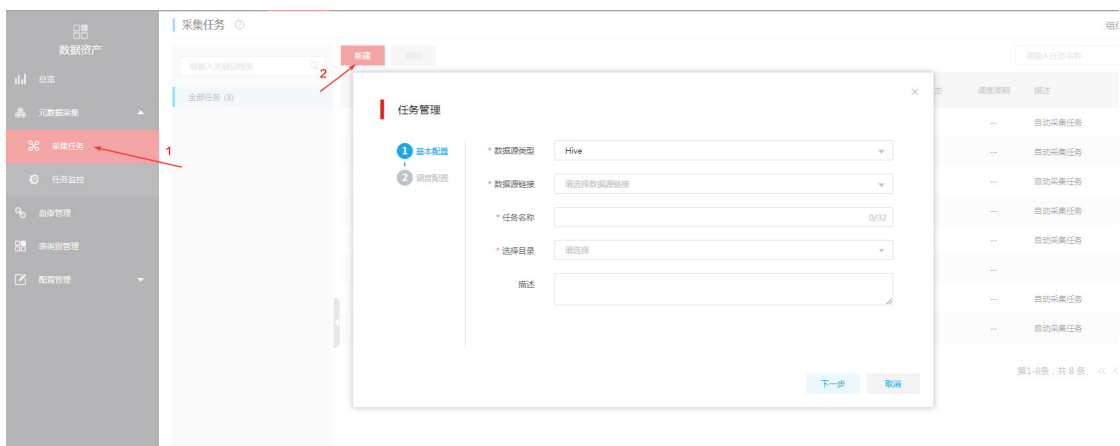 数据资产
总览
元数据采集
采集任务
任务监控
血缘管理
表类别管理
配置管理
1
采集任务
请输入关键词搜索
全部任务 (8)
2
新建
删除
请输入任务名称
调度周期 描述
-- 自动采集任务
-- 自动采集任务
-- 自动采集任务
-- 自动采集任务
-- 自动采集任务
--
-- 自动采集任务
-- 自动采集任务
第1-8条，共 8 条
任务管理
1 基本配置
2 调度配置
* 数据源类型 Hive
* 数据源链接 请选择数据源链接
* 任务名称 0/32
* 选择目录 请选择
描述
下一步 取消